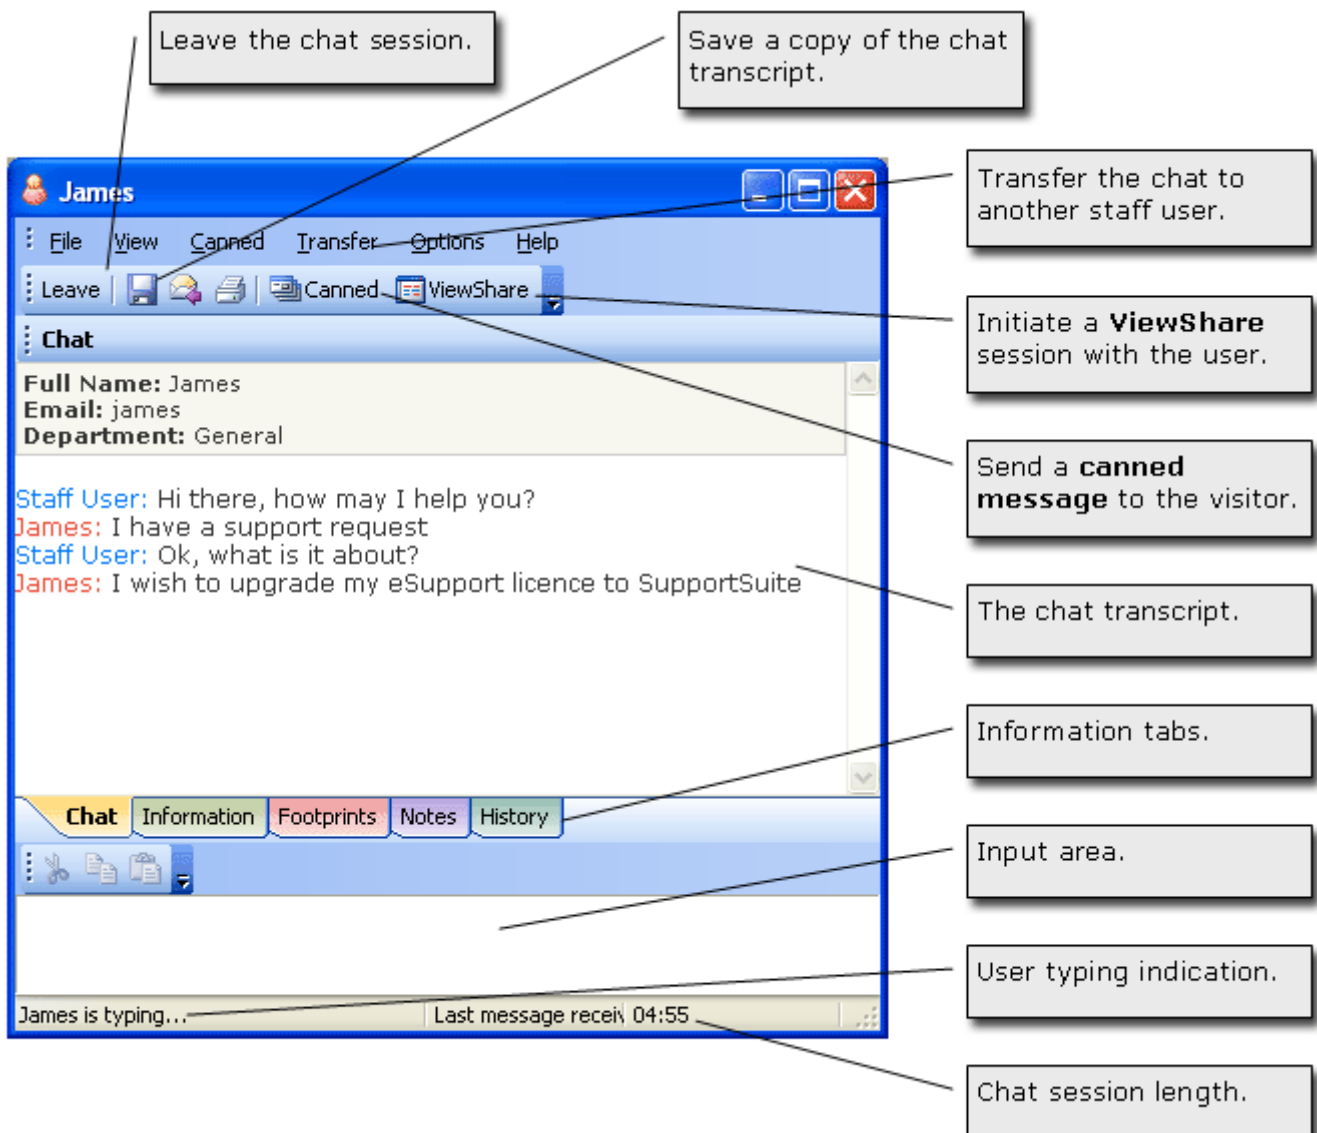 Leave the chat session.
Save a copy of the chat
transcript.
James
Transfer the chat to
another staff user.
File View Canned Transfer Options Help
Leave Canned ViewShare
Initiate a ViewShare
session with the user.
Chat
Full Name: James
Email: james
Department: General
Send a canned
message to the visitor.
Staff User: Hi there, how may I help you?
James: I have a support request
Staff User: Ok, what is it about?
James: I wish to upgrade my eSupport licence to SupportSuite
The chat transcript.
Information tabs.
Chat Information Footprints Notes History
Input area.
User typing indication.
James is typing... Last message receiv 04:55
Chat session length.